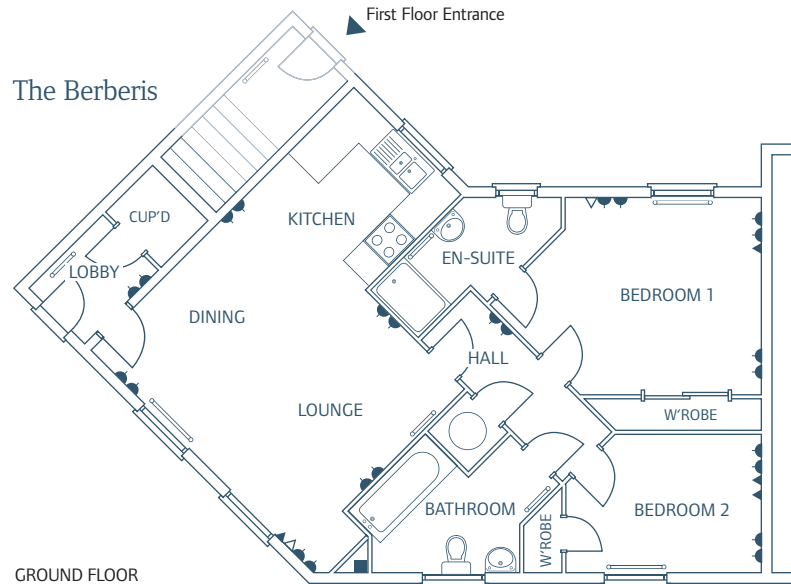 First Floor Entrance
The Berberis
CUP'D
KITCHEN
LOBBY
EN-SUITE
DINING
BEDROOM 1
HALL
LOUNGE
W'ROBE
BATHROOM
BEDROOM 2
W'ROBE
GROUND FLOOR